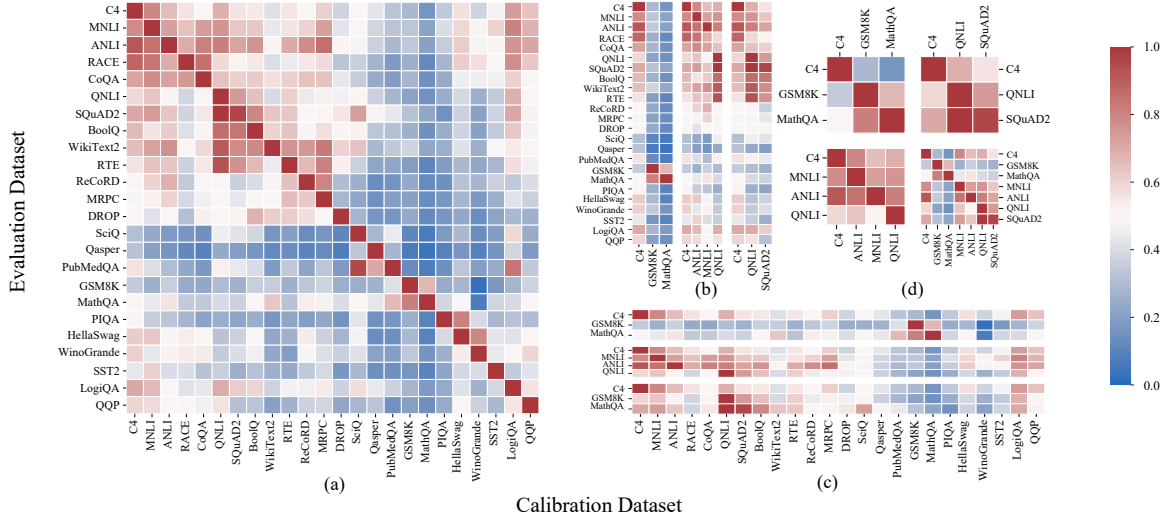 Evaluation Dataset
C4
MNLI
ANLI
RACE
CoQA
QNLI
SQuAD2
BoolQ
WikiText2
RTE
ReCoRD
MRPC
DROP
SciQ
Qasper
PubMedQA
GSM8K
MathQA
PIQA
HellaSwag
WinoGrande
SST2
LogiQA
QQP
C4
MNLI
ANLI
RACE
CoQA
QNLI
SQuAD2
BoolQ
WikiText2
RTE
ReCoRD
MRPC
DROP
SciQ
Qasper
PubMedQA
GSM8K
MathQA
PIQA
HellaSwag
WinoGrande
SST2
LogiQA
QQP
(a)
C4
MNLI
ANLI
RACE
CoQA
QNLI
SQuAD2
BoolQ
WikiText2
RTE
ReCoRD
MRPC
DROP
SciQ
Qasper
PubMedQA
GSM8K
MathQA
PIQA
HellaSwag
WinoGrande
SST2
LogiQA
QQP
C4
GSM8K
MathQA
C4
ANLI
MNLI
QNLI
C4
QNLI
SQuAD2
(b)
C4
GSM8K
MathQA
C4
GSM8K
MathQA
C4
QNLI
SQuAD2
C4
QNLI
SQuAD2
C4
MNLI
ANLI
QNLI
C4
ANLI
MNLI
QNLI
C4
GSM8K
MathQA
MNLI
ANLI
QNLI
SQuAD2
C4
GSM8K
MathQA
MNLI
ANLI
QNLI
SQuAD2
(d)
C4
GSM8K
MathQA
C4
MNLI
ANLI
QNLI
C4
GSM8K
MathQA
C4
MNLI
ANLI
RACE
CoQA
QNLI
SQuAD2
BoolQ
WikiText2
RTE
ReCoRD
MRPC
DROP
SciQ
Qasper
PubMedQA
GSM8K
MathQA
PIQA
HellaSwag
WinoGrande
SST2
LogiQA
QQP
(c)
1.0
0.8
0.6
0.4
0.2
0.0
Calibration Dataset